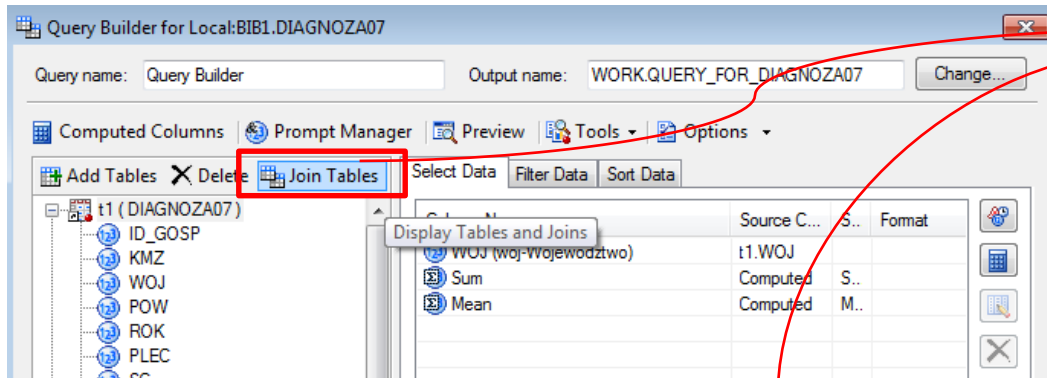 Query Builder for Local:BIB1.DIAGNOZA07
Query name: Query Builder Output name: WORK.QUERY_FOR_DIAGNOZA07 Change...
Computed Columns Prompt Manager Preview Tools Options
Add Tables Delete Join Tables Select Data Filter Data Sort Data
t1 ( DIAGNOZA07 )
Source C... S.. Format
Display Tables and Joins
ID_GOSP
WOJ (woj-Województwo) t1.WOJ
KMZ
Sum Computed S..
WOJ
Mean Computed M..
POW
ROK
PLEC